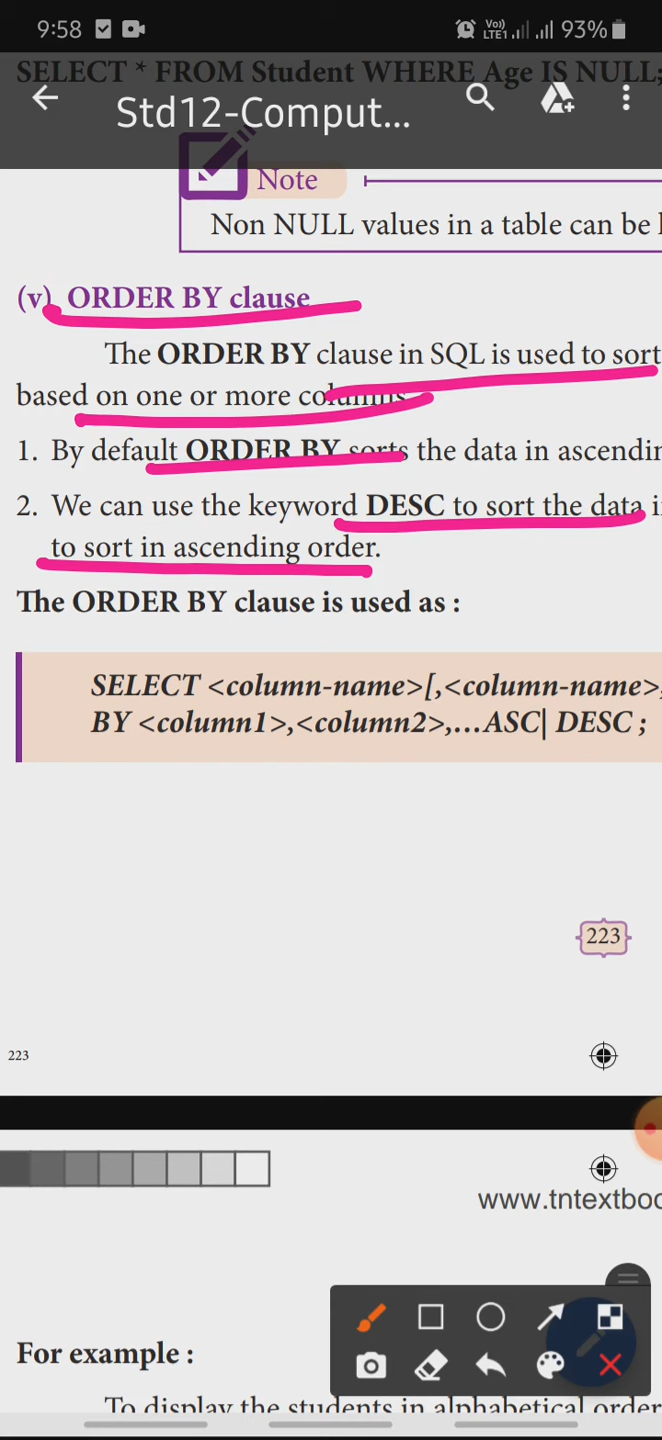 9:58
Vo))
LTE1
93%
SELECT * FROM Student WHERE Age IS NULL;
Std12-Comput...
Note
Non NULL values in a table can be
(v) ORDER BY clause
The ORDER BY clause in SQL is used to sort
based on one or more columns.
1. By default ORDER BY sorts the data in
2. We can use the keyword DESC to sort the data
to sort in ascending order.
The ORDER BY clause is used as :
SELECT <column-name>[,<column-name>,
BY <column1>,<column2>,...ASC| DESC ;
223
223
www.tntextboo
For example :
To display the students in alphabetical order